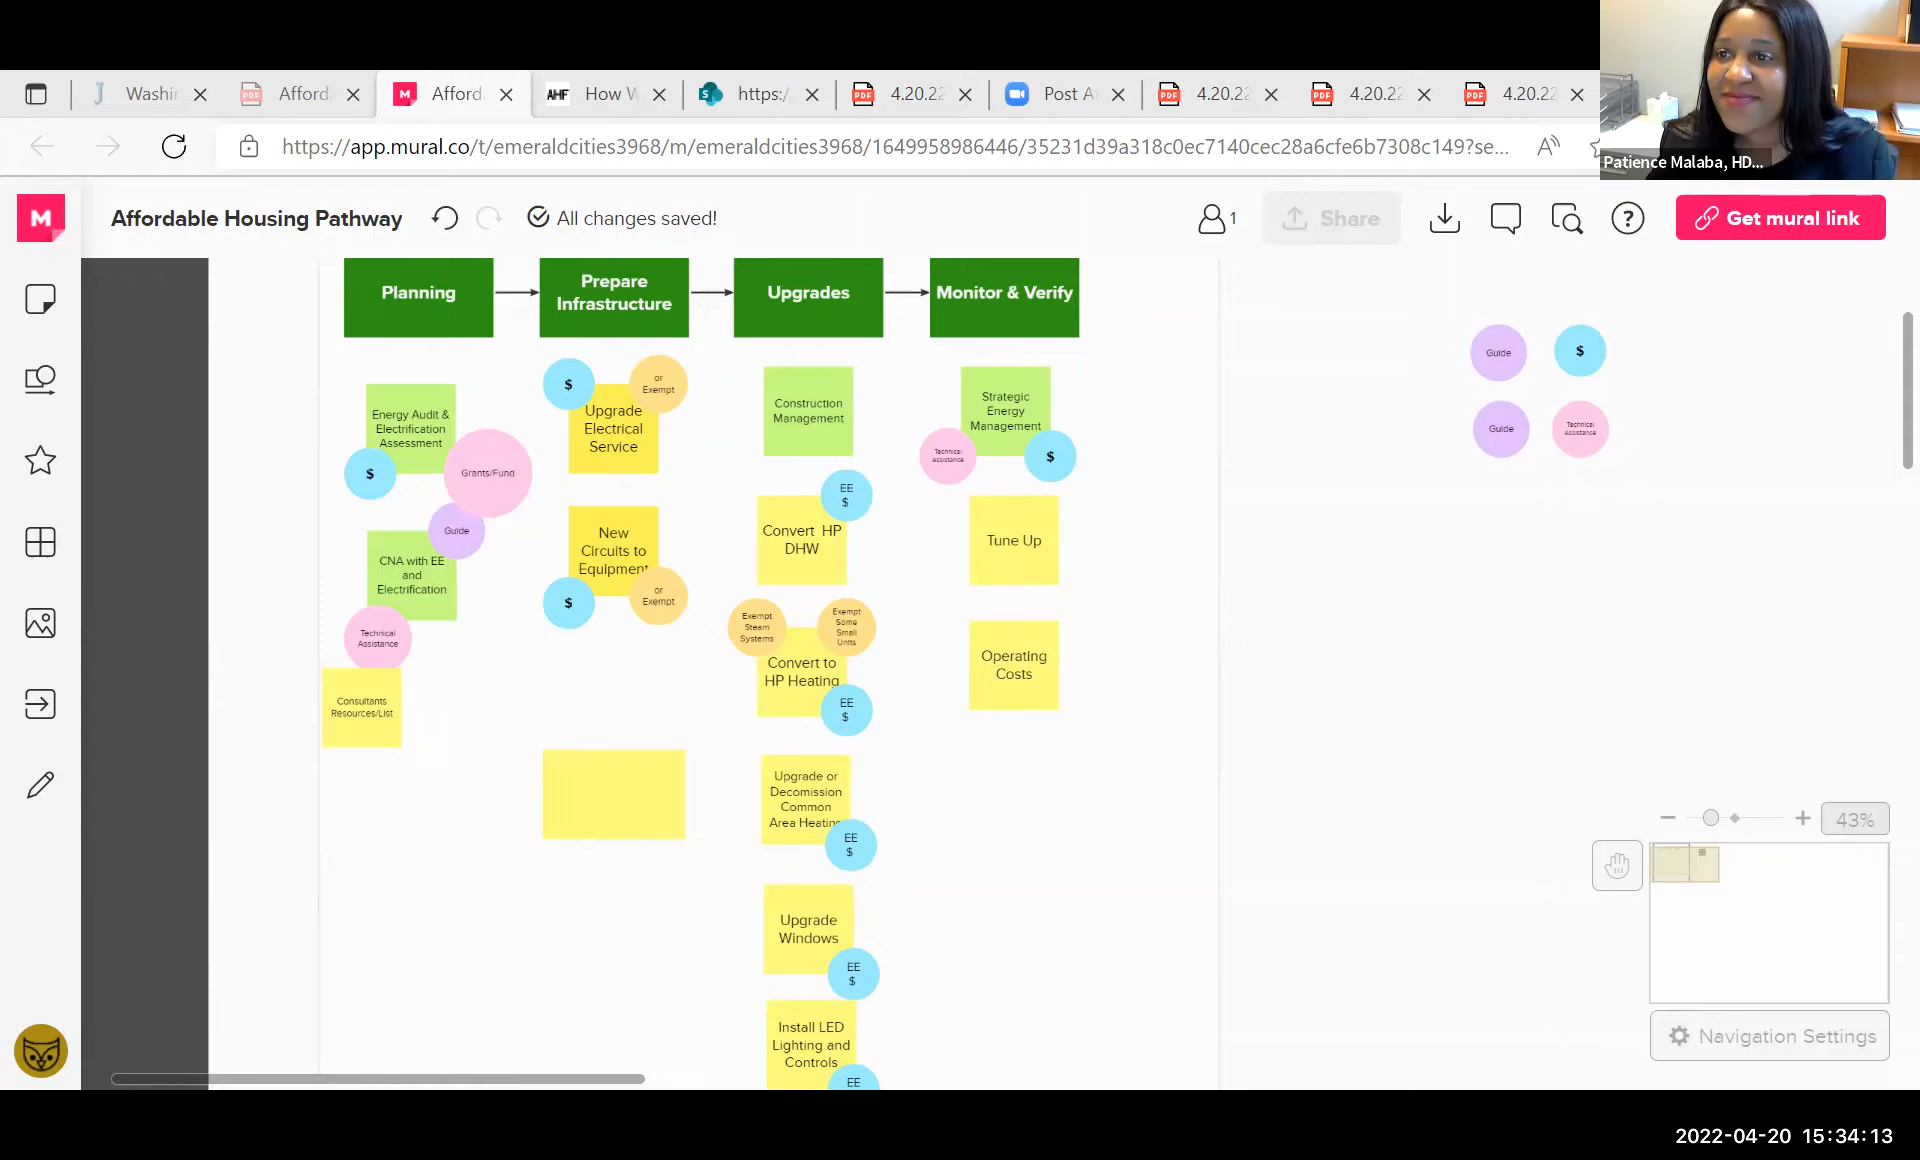 Washi
Afford
Afford
AHF How W
https:/
4.20.22
Post A
4.20.22
4.20.22
4.20.22
https://app.mural.co/t/emeraldcities3968/m/emeraldcities3968/1649958986446/35231d39a318c0ec7140cec28a6cfe6b7308c149?se...
Patience Malaba, HD...
M
Affordable Housing Pathway
All changes saved!
1
Share
?
Get mural link
Planning
Prepare
Infrastructure
Upgrades
Monitor & Verify
Energy Audit &
Electrification
Assessment
$
Grants/Fund
Guide
CNA with EE
and
Electrification
Technical
Assistance
Consultants
Resources/List
$
or
Exempt
Upgrade
Electrical
Service
New
Circuits to
Equipment
$
or
Exempt
Construction
Management
EE
$
Convert HP
DHW
Exempt
Steam
Systems
Exempt
Some
Small
Units
Convert to
HP Heating
EE
$
Upgrade or
Decomission
Common
Area Heating
EE
$
Upgrade
Windows
EE
$
Install LED
Lighting and
Controls
EE
Strategic
Energy
Management
Technical
Assistance
$
Tune Up
Operating
Costs
Guide
$
Guide
Technical
Assistance
43%
Navigation Settings
2022-04-20 15:34:13